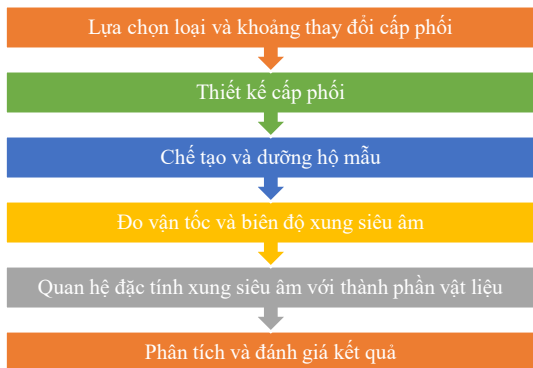 Lựa chọn loại và khoảng thay đổi cấp phối
Thiết kế cấp phối
Chế tạo và dưỡng hộ mẫu
Đo vận tốc và biên độ xung siêu âm
Quan hệ đặc tính xung siêu âm với thành phần vật liệu
Phân tích và đánh giá kết quả